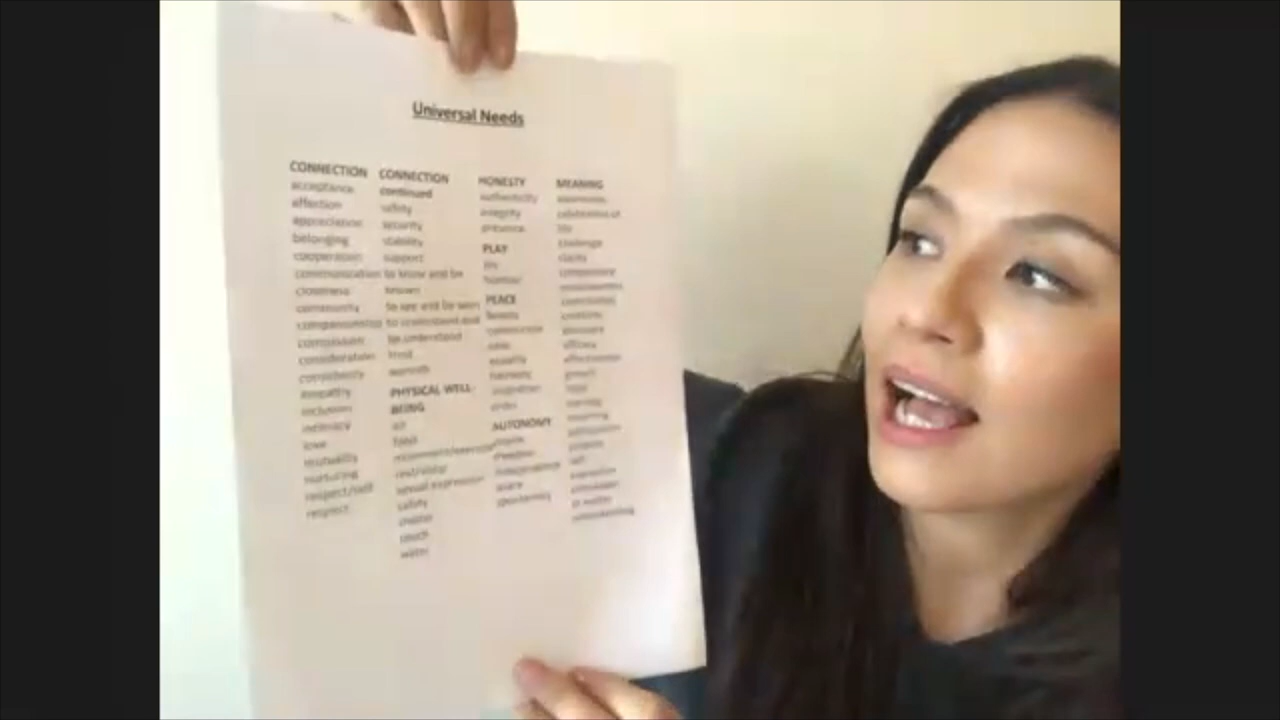 Universal Needs
CONNECTION
acceptance
affection
appreciation
belonging
cooperation
communication
closeness
community
companionship
compassion
consideration
consistency
empathy
inclusion
intimacy
love
mutuality
nurturing
respect/self
respect
CONNECTION
continued
safety
security
stability
support
to know and be
known
to see and be seen
to understand and
be understood
trust
warmth
PHYSICAL WELL-
BEING
air
food
movement/exercise
rest/sleep
sexual expression
safety
shelter
touch
water
HONESTY
authenticity
integrity
presence
PLAY
joy
humor
PEACE
beauty
communion
ease
equality
harmony
inspiration
order
AUTONOMY
choice
freedom
independence
space
spontaneity
MEANING
awareness
celebration of
life
challenge
clarity
competence
consciousness
contribution
creativity
discovery
efficacy
effectiveness
growth
hope
learning
mourning
participation
purpose
self-
expression
stimulation
to matter
understanding